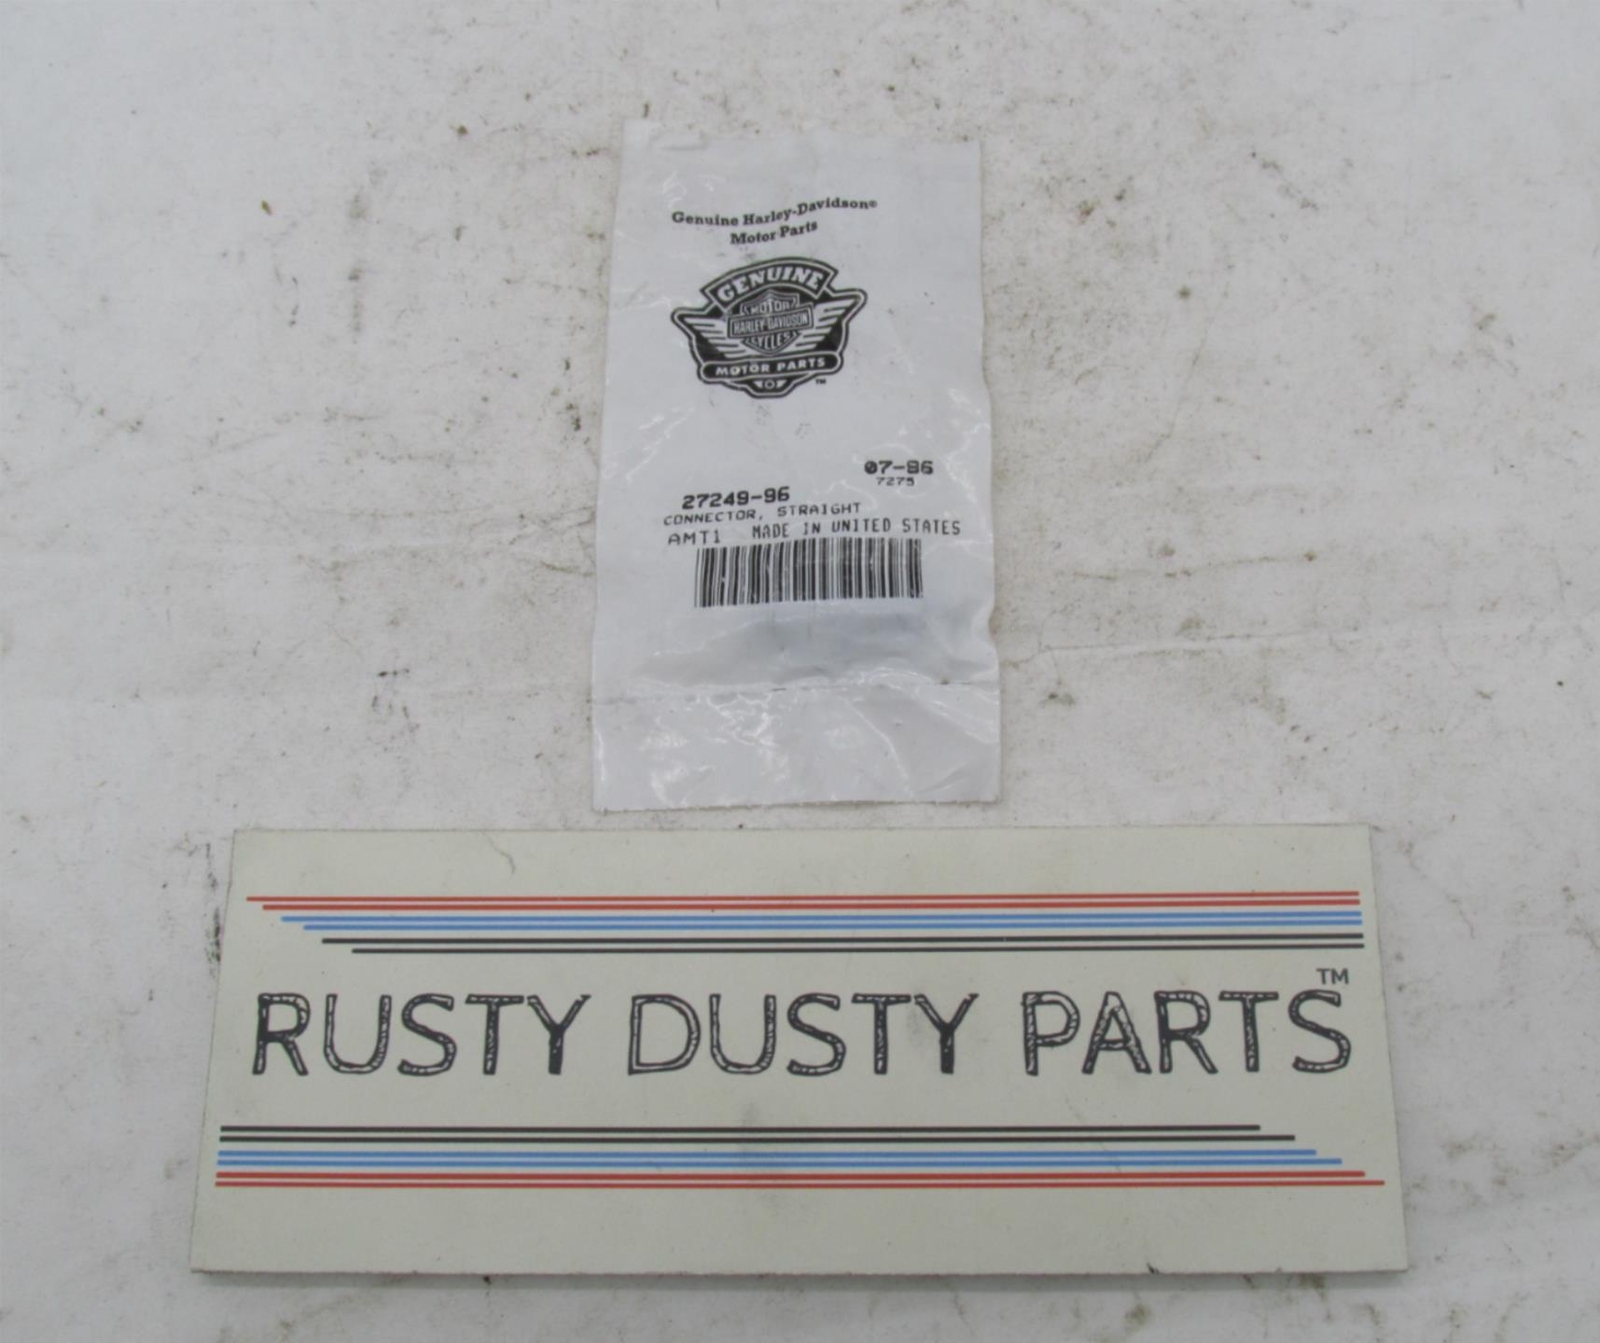 Genuine Harley-Davidson®
Motor Parts
GENUINE
MOTOR
HARLEY-DAVIDSON
CYCLES
MOTOR PARTS
™
07-96
7275
27249-96
CONNECTOR, STRAIGHT
AMT1 MADE IN UNITED STATES
RUSTY DUSTY PARTS™